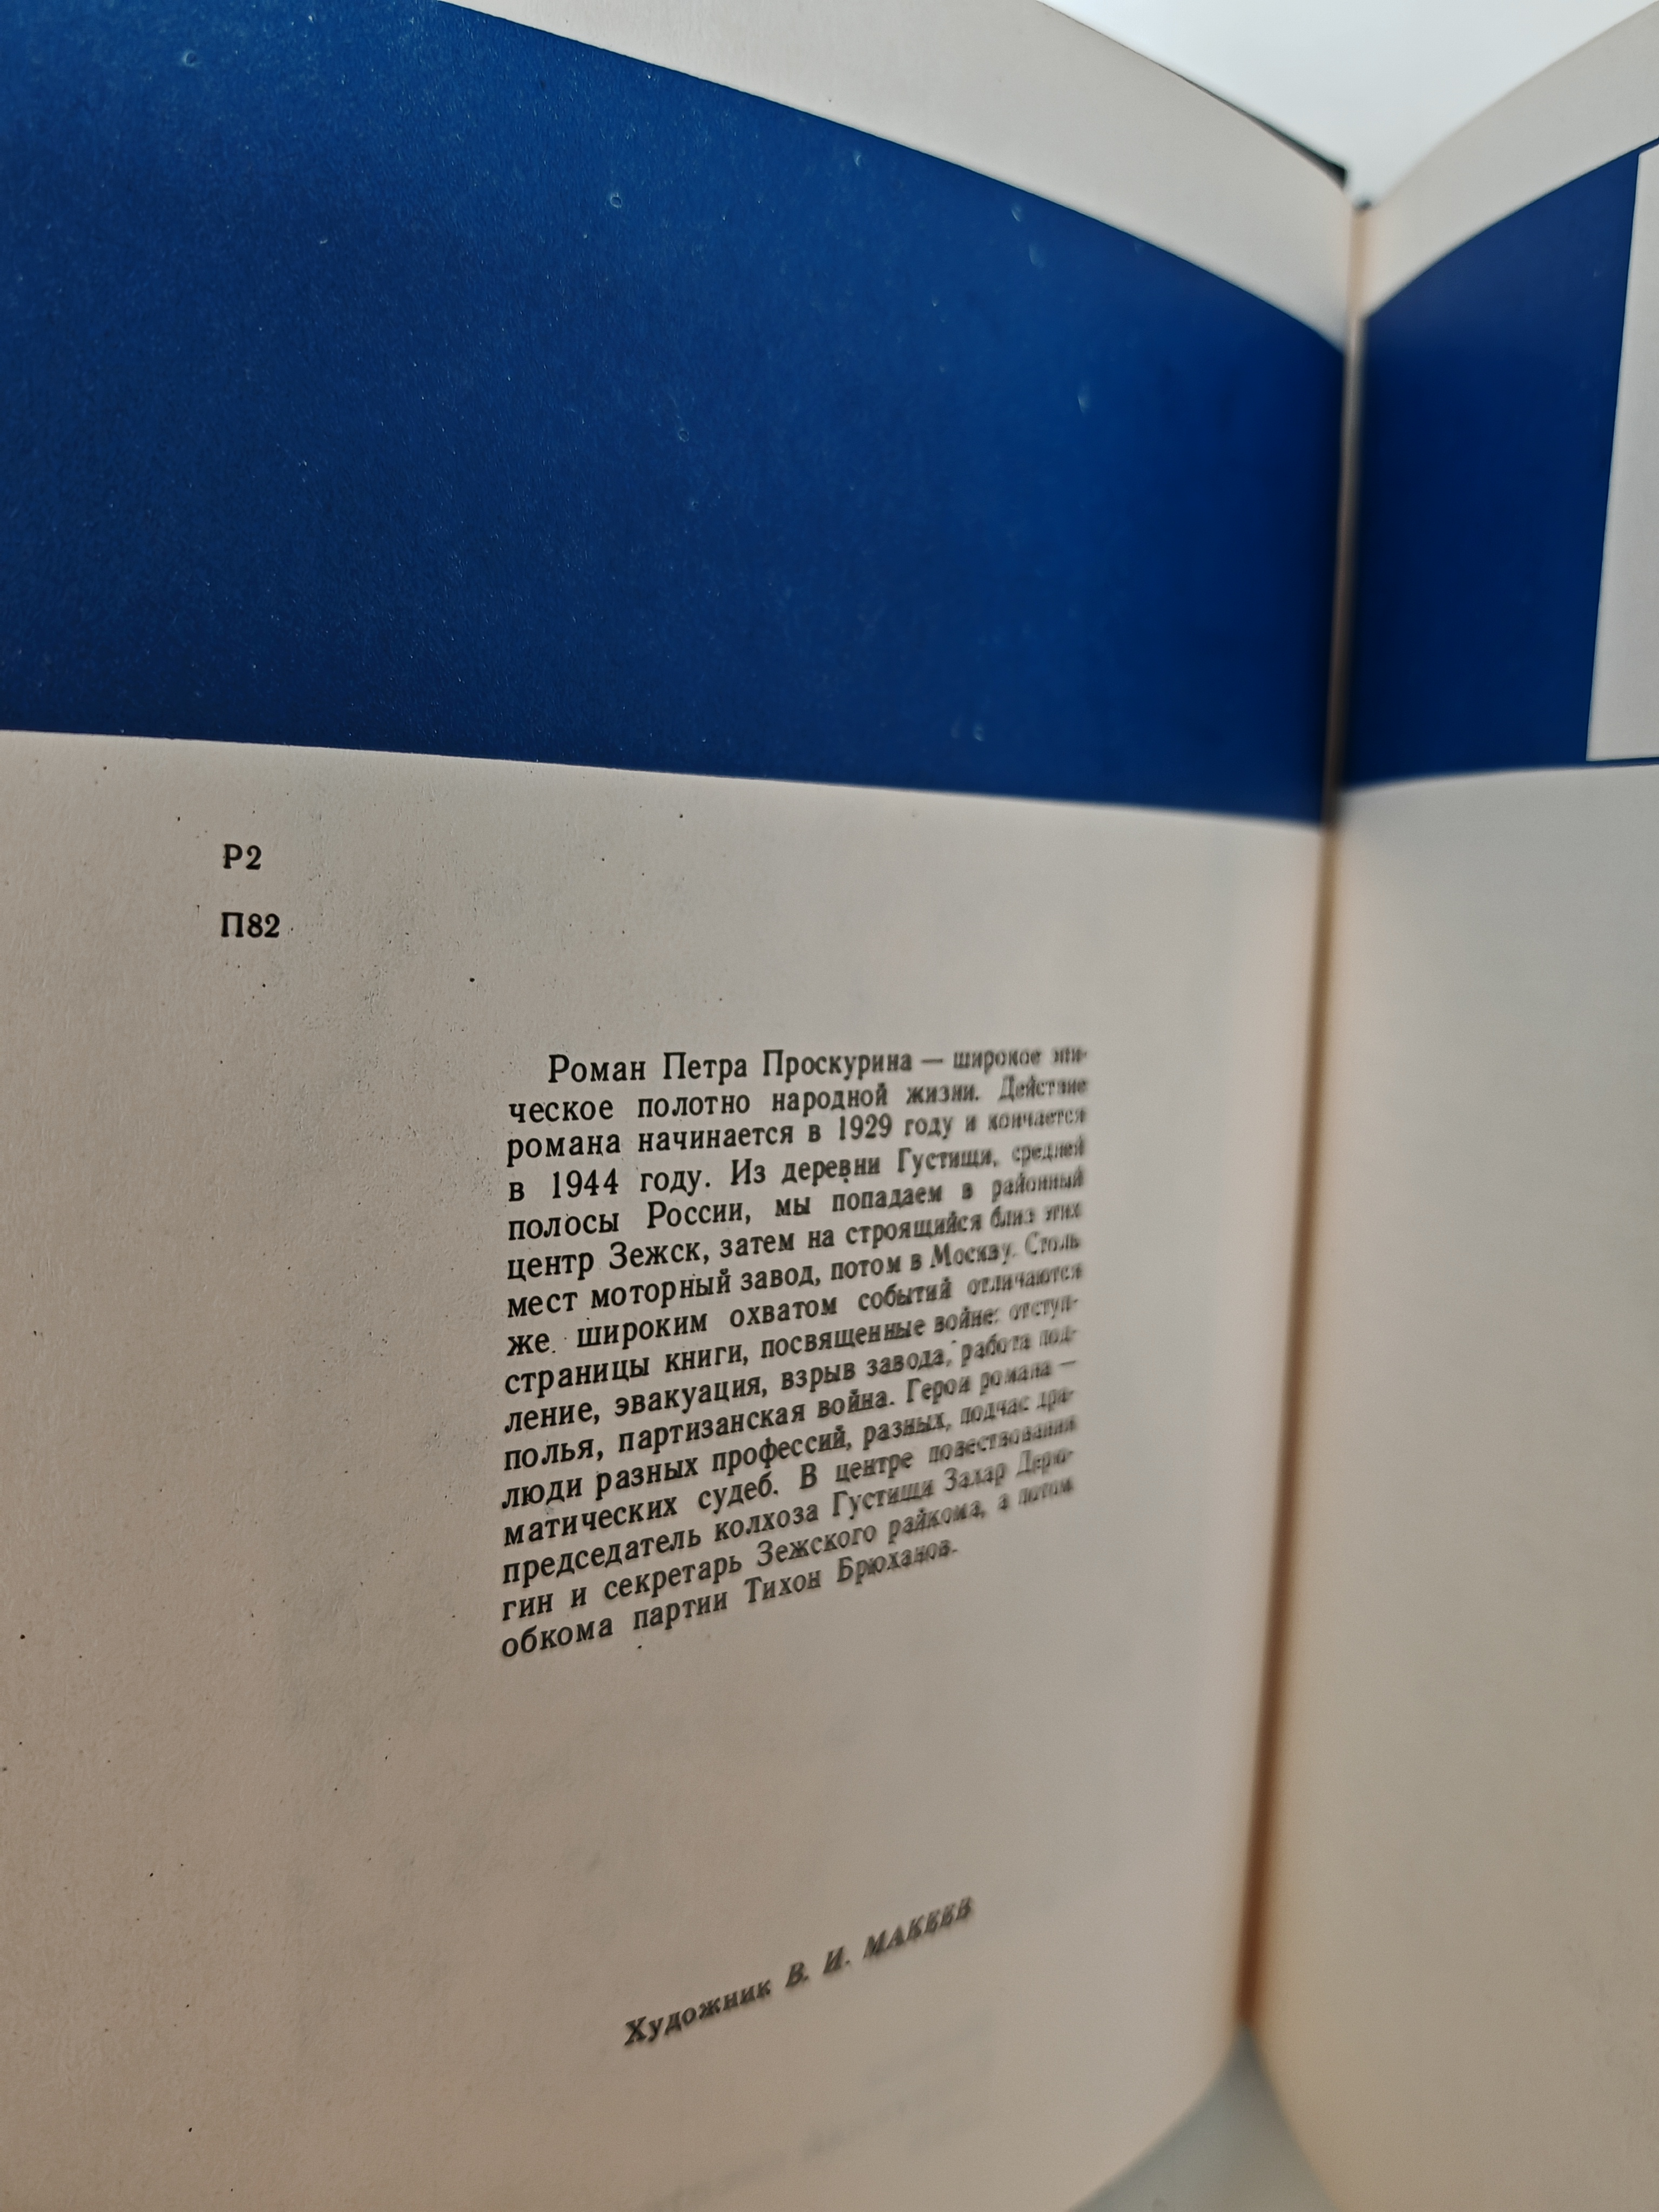 Р2
П82
Роман Петра Проскурина — широкое эпи-
ческое полотно народной жизни. Действие
романа начинается в 1929 году и кончается
в 1944 году. Из деревни Густищи, средней
полосы России, мы попадаем в районный
центр Зежск, затем на строящийся близ этих
мест моторный завод, потом в Москву. Столь
же широким охватом событий отличаются
страницы книги, посвященные войне: отступ-
ление, эвакуация, взрыв завода, работа под-
полья, партизанская война. Герои романа —
люди разных профессий, разных, подчас дра-
матических судеб. В центре повествования
председатель колхоза Густищи Захар Дерю-
гин и секретарь Зежского райкома, а потом
обкома партии Тихон Брюханов.
Художник В. И. МАКЕЕВ